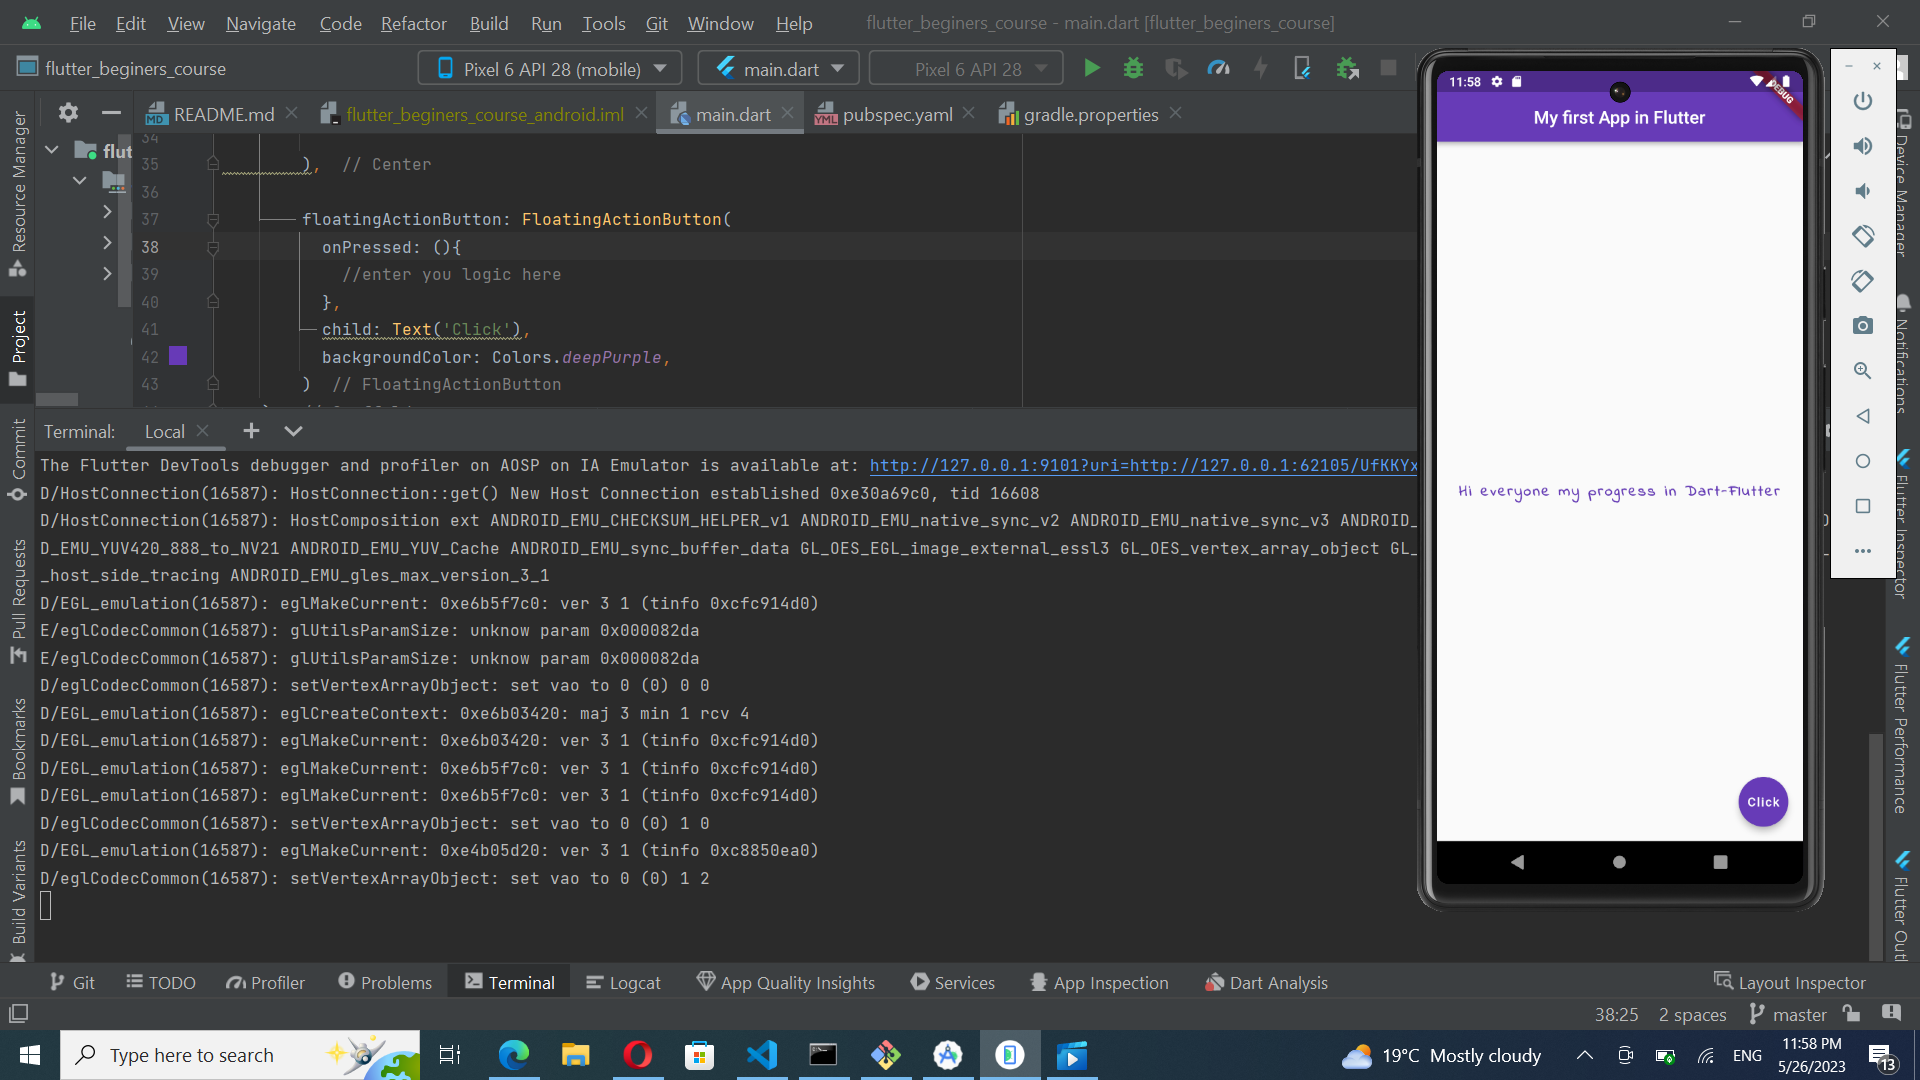 File Edit View Navigate Code Refactor Build Run Tools Git Window Help flutter_beginers_course - main.dart [flutter_beginers_course]
flutter_beginers_course Pixel 6 API 28 (mobile) main.dart Pixel 6 API 28
README.md flutter_beginers_course_android.iml main.dart pubspec.yaml gradle.properties
Resource Manager
Project
Commit
Pull Requests
Bookmarks
Build Variants
flut
34
35 ), // Center
36
37 floatingActionButton: FloatingActionButton(
38 onPressed: (){
39 //enter you logic here
40 },
41 child: Text('Click'),
42 backgroundColor: Colors.deepPurple,
43 ) // FloatingActionButton
Terminal: Local
The Flutter DevTools debugger and profiler on AOSP on IA Emulator is available at: http://127.0.0.1:9101?uri=http://127.0.0.1:62105/UfKKYx
D/HostConnection(16587): HostConnection::get() New Host Connection established 0xe30a69c0, tid 16608
D/HostConnection(16587): HostComposition ext ANDROID_EMU_CHECKSUM_HELPER_v1 ANDROID_EMU_native_sync_v2 ANDROID_EMU_native_sync_v3 ANDROID_
D_EMU_YUV420_888_to_NV21 ANDROID_EMU_YUV_Cache ANDROID_EMU_sync_buffer_data GL_OES_EGL_image_external_essl3 GL_OES_vertex_array_object GL_
_host_side_tracing ANDROID_EMU_gles_max_version_3_1
D/EGL_emulation(16587): eglMakeCurrent: 0xe6b5f7c0: ver 3 1 (tinfo 0xcfc914d0)
E/eglCodecCommon(16587): glUtilsParamSize: unknow param 0x000082da
E/eglCodecCommon(16587): glUtilsParamSize: unknow param 0x000082da
D/eglCodecCommon(16587): setVertexArrayObject: set vao to 0 (0) 0 0
D/EGL_emulation(16587): eglCreateContext: 0xe6b03420: maj 3 min 1 rcv 4
D/EGL_emulation(16587): eglMakeCurrent: 0xe6b03420: ver 3 1 (tinfo 0xcfc914d0)
D/EGL_emulation(16587): eglMakeCurrent: 0xe6b5f7c0: ver 3 1 (tinfo 0xcfc914d0)
D/EGL_emulation(16587): eglMakeCurrent: 0xe6b5f7c0: ver 3 1 (tinfo 0xcfc914d0)
D/eglCodecCommon(16587): setVertexArrayObject: set vao to 0 (0) 1 0
D/EGL_emulation(16587): eglMakeCurrent: 0xe4b05d20: ver 3 1 (tinfo 0xc8850ea0)
D/eglCodecCommon(16587): setVertexArrayObject: set vao to 0 (0) 1 2
11:58
DEBUG
My first App in Flutter
Hi everyone my progress in Dart-Flutter
Click
Device Manager
Notifications
Flutter Inspector
Flutter Performance
Flutter Outl
Git TODO Profiler Problems Terminal Logcat App Quality Insights Services App Inspection Dart Analysis Layout Inspector
38:25 2 spaces master
Type here to search 19°C Mostly cloudy ENG 11:58 PM
5/26/2023
13